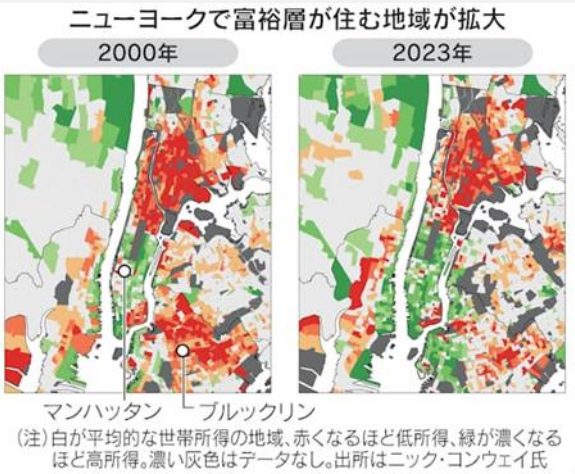 ニューヨークで富裕層が住む地域が拡大
2000年
2023年
マンハッタン
ブルックリン
(注)白が平均的な世帯所得の地域、赤くなるほど低所得、緑が濃くなる
ほど高所得。濃い灰色はデータなし。出所はニック・コンウェイ氏